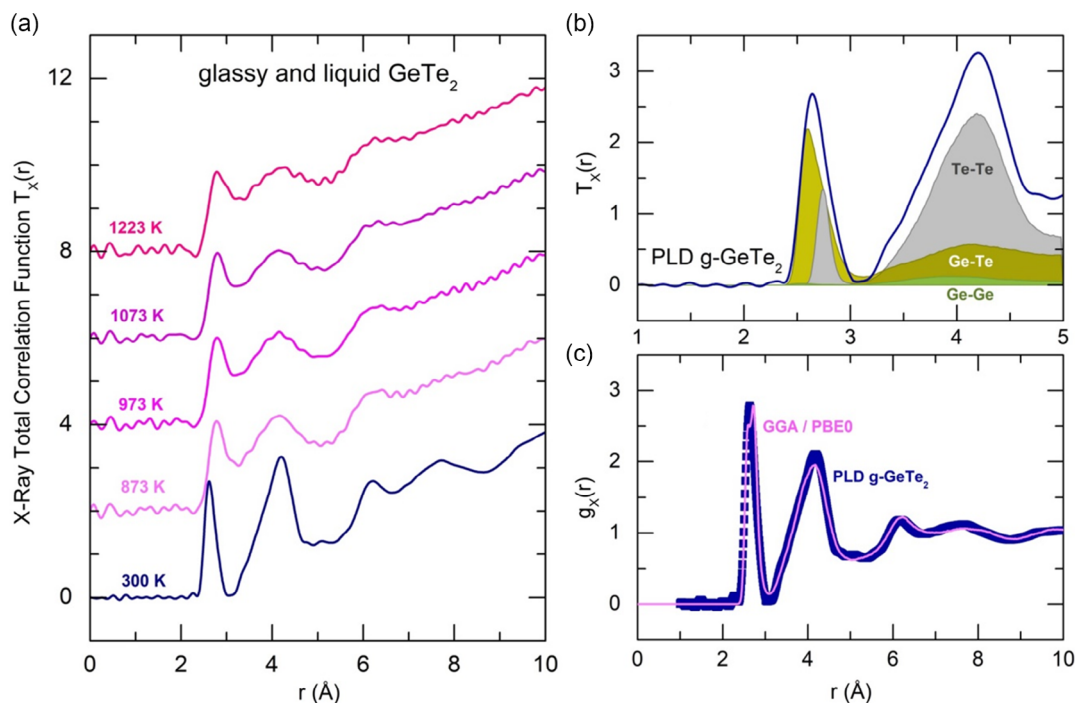 (a)
X-Ray Total Correlation Function Tₓ(r)
12
8
4
0
glassy and liquid GeTe₂
1223 K
1073 K
973 K
873 K
300 K
0 2 4 6 8 10
r (Å)
(b)
Tₓ(r)
3
2
1
0
Te-Te
Ge-Te
Ge-Ge
PLD g-GeTe₂
1 2 3 4 5
(c)
gₓ(r)
3
2
1
0
GGA / PBE0
PLD g-GeTe₂
0 2 4 6 8 10
r (Å)